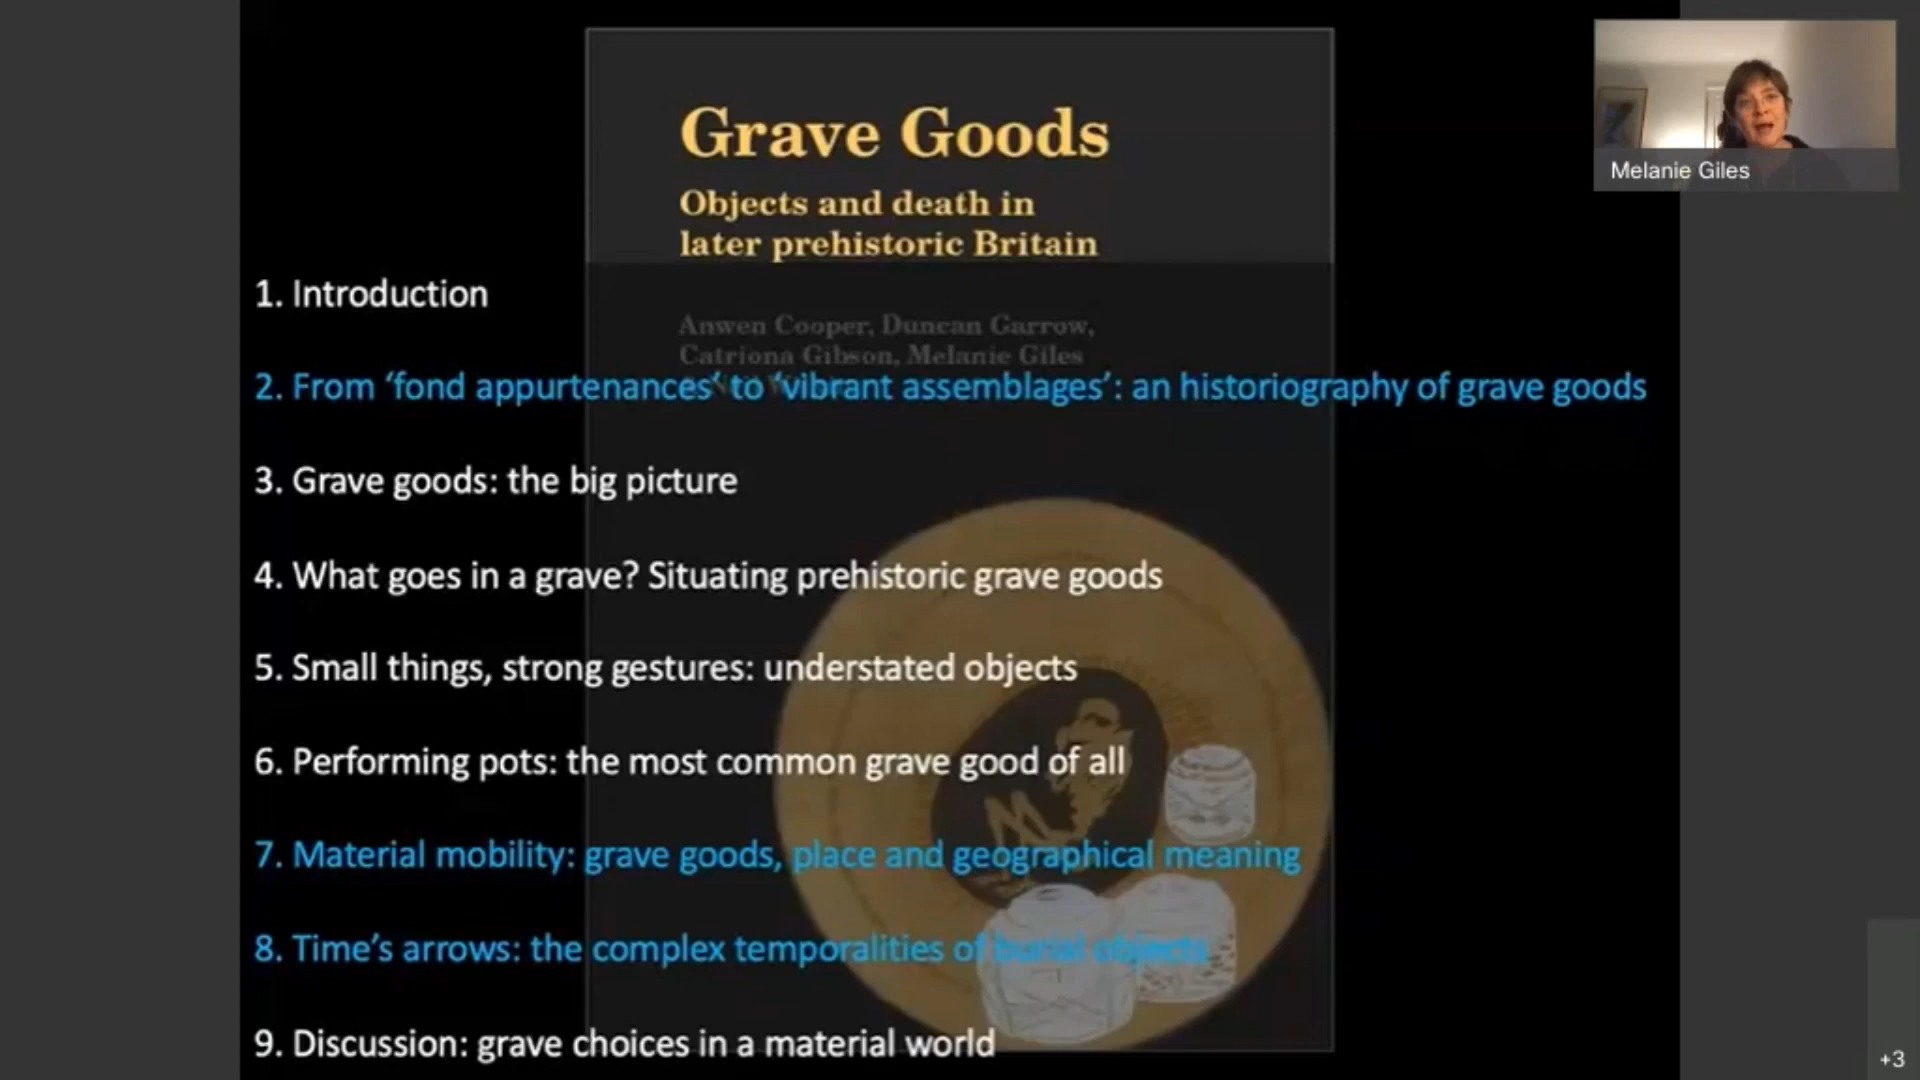 Grave Goods
Objects and death in
later prehistoric Britain
Anwen Cooper, Duncan Garrow,
Catriona Gibson, Melanie Giles
1. Introduction
2. From ‘fond appurtenances’ to ‘vibrant assemblages’: an historiography of grave goods
3. Grave goods: the big picture
4. What goes in a grave? Situating prehistoric grave goods
5. Small things, strong gestures: understated objects
6. Performing pots: the most common grave good of all
7. Material mobility: grave goods, place and geographical meaning
8. Time’s arrows: the complex temporalities of burial objects
9. Discussion: grave choices in a material world
Melanie Giles
+3